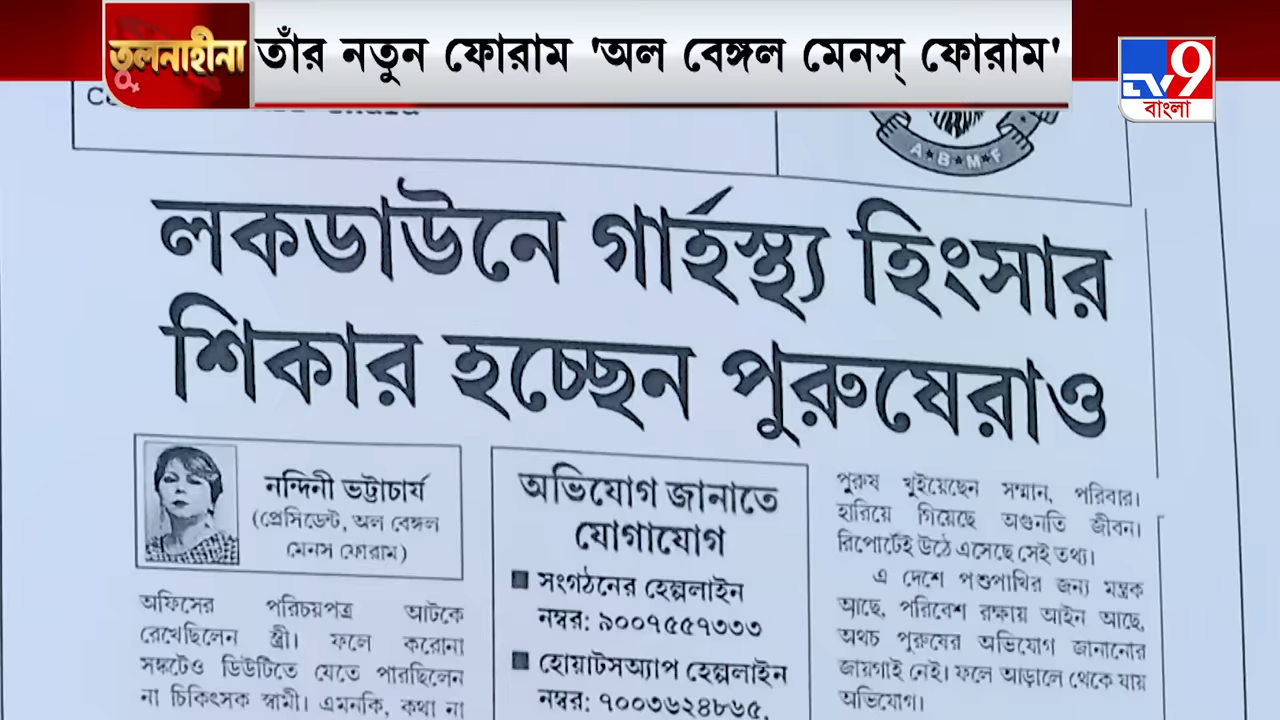 তুলনাহীনা
তাঁর নতুন ফোরাম 'অল বেঙ্গল মেনস্ ফোরাম'
TV9
বাংলা
A★B★M★F
লকডাউনে গার্হস্থ্য হিংসার
শিকার হচ্ছেন পুরুষেরাও
নন্দিনী ভট্টাচার্য
(প্রেসিডেন্ট, অল বেঙ্গল
মেনস ফোরাম)
অফিসের পরিচয়পত্র আটকে
রেখেছিলেন স্ত্রী। ফলে করোনা
সঙ্কটেও ডিউটিতে যেতে পারছিলেন
না চিকিৎসক স্বামী। এমনকি, কথা না
অভিযোগ জানাতে
যোগাযোগ
■ সংগঠনের হেল্পলাইন
নম্বর: ৯০০৭৫৫৭৩৩৩
■ হোয়াটসঅ্যাপ হেল্পলাইন
নম্বর: ৭০০৩৬২৪৮৬৫,
পুরুষ খুইয়েছেন সম্মান, পরিবার।
হারিয়ে গিয়েছে অগুনতি জীবন।
রিপোর্টেই উঠে এসেছে সেই তথ্য।
এ দেশে পশুপাখির জন্য মন্ত্রক
আছে, পরিবেশ রক্ষায় আইন আছে,
অথচ পুরুষের অভিযোগ জানানোর
জায়গাই নেই। ফলে আড়ালে থেকে যায়
অভিযোগ।